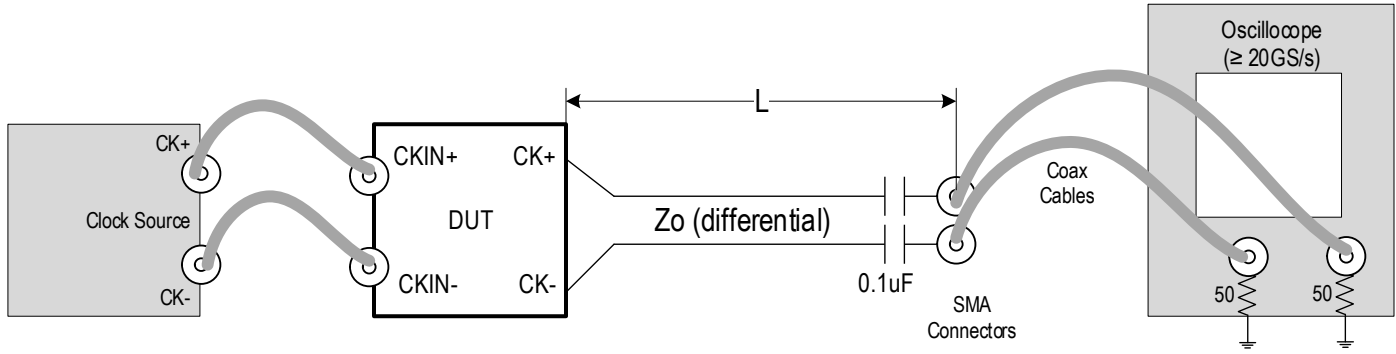 Oscillocope
(≥ 20GS/s)
L
CK+
CKIN+
CK+
Clock Source
DUT
Zo (differential)
Coax
Cables
CK-
CKIN-
CK-
0.1uF
SMA
Connectors
50
50